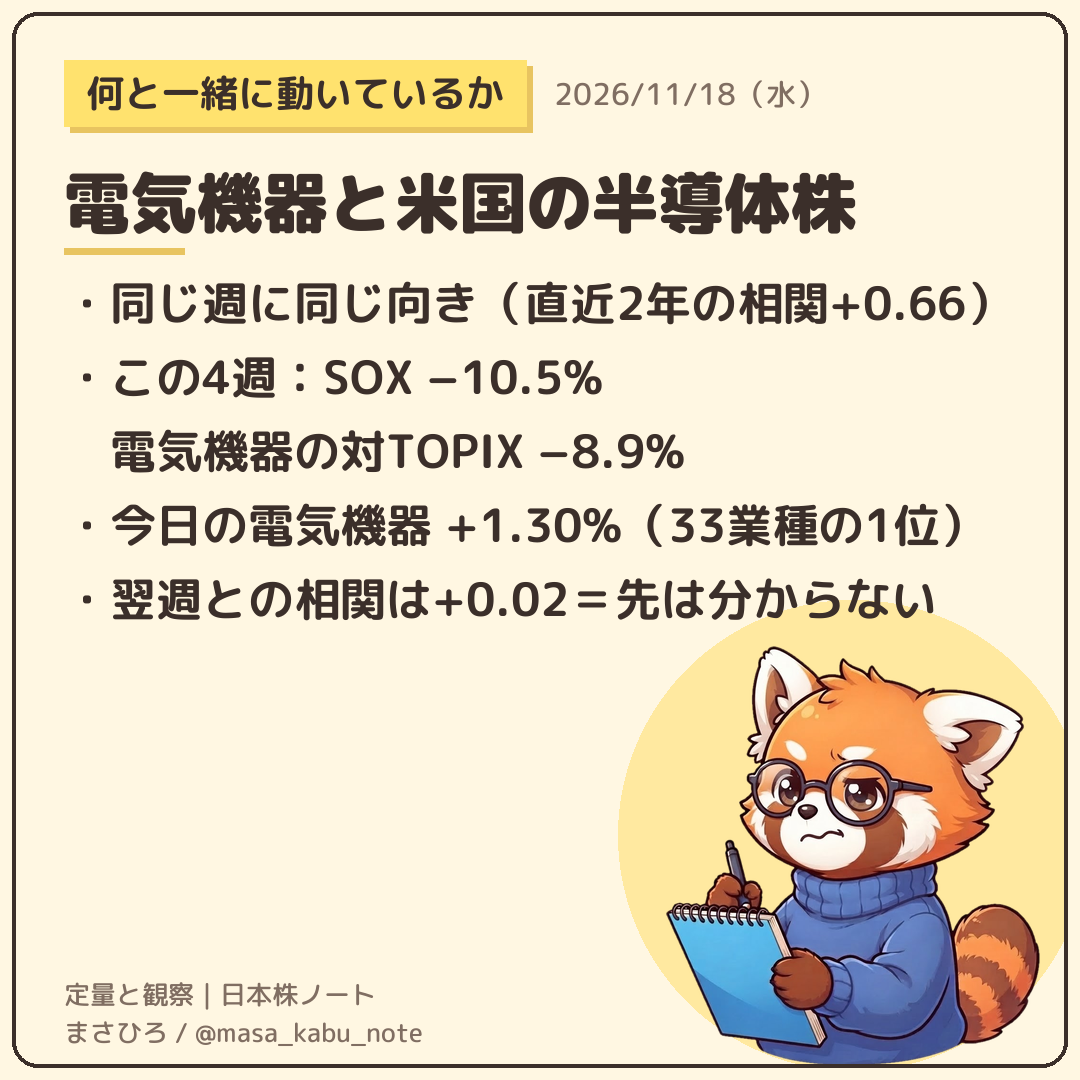 何と一緒に動いているか
2026/11/18（水）
電気機器と米国の半導体株
・同じ週に同じ向き（直近2年の相関+0.66）
・この4週：SOX −10.5%
電気機器の対TOPIX −8.9%
・今日の電気機器 +1.30%（33業種の1位）
・翌週との相関は+0.02＝先は分からない
定量と観察｜日本株ノート
まさひろ / @masa_kabu_note